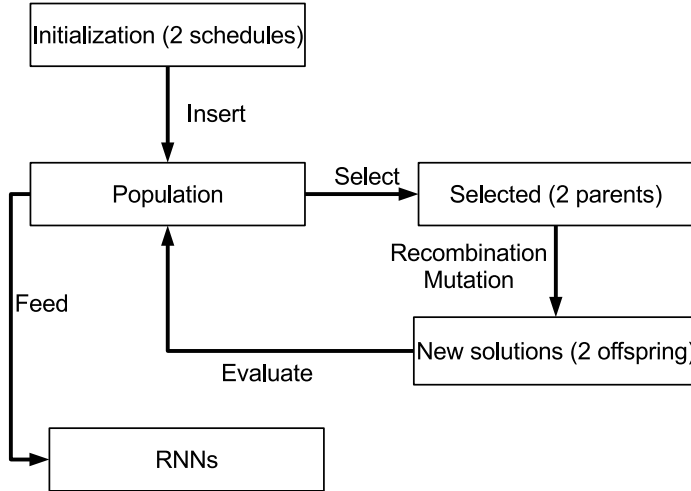 Initialization (2 schedules)
Insert
Population
Select
Selected (2 parents)
Recombination
Mutation
Feed
New solutions (2 offspring)
Evaluate
RNNs